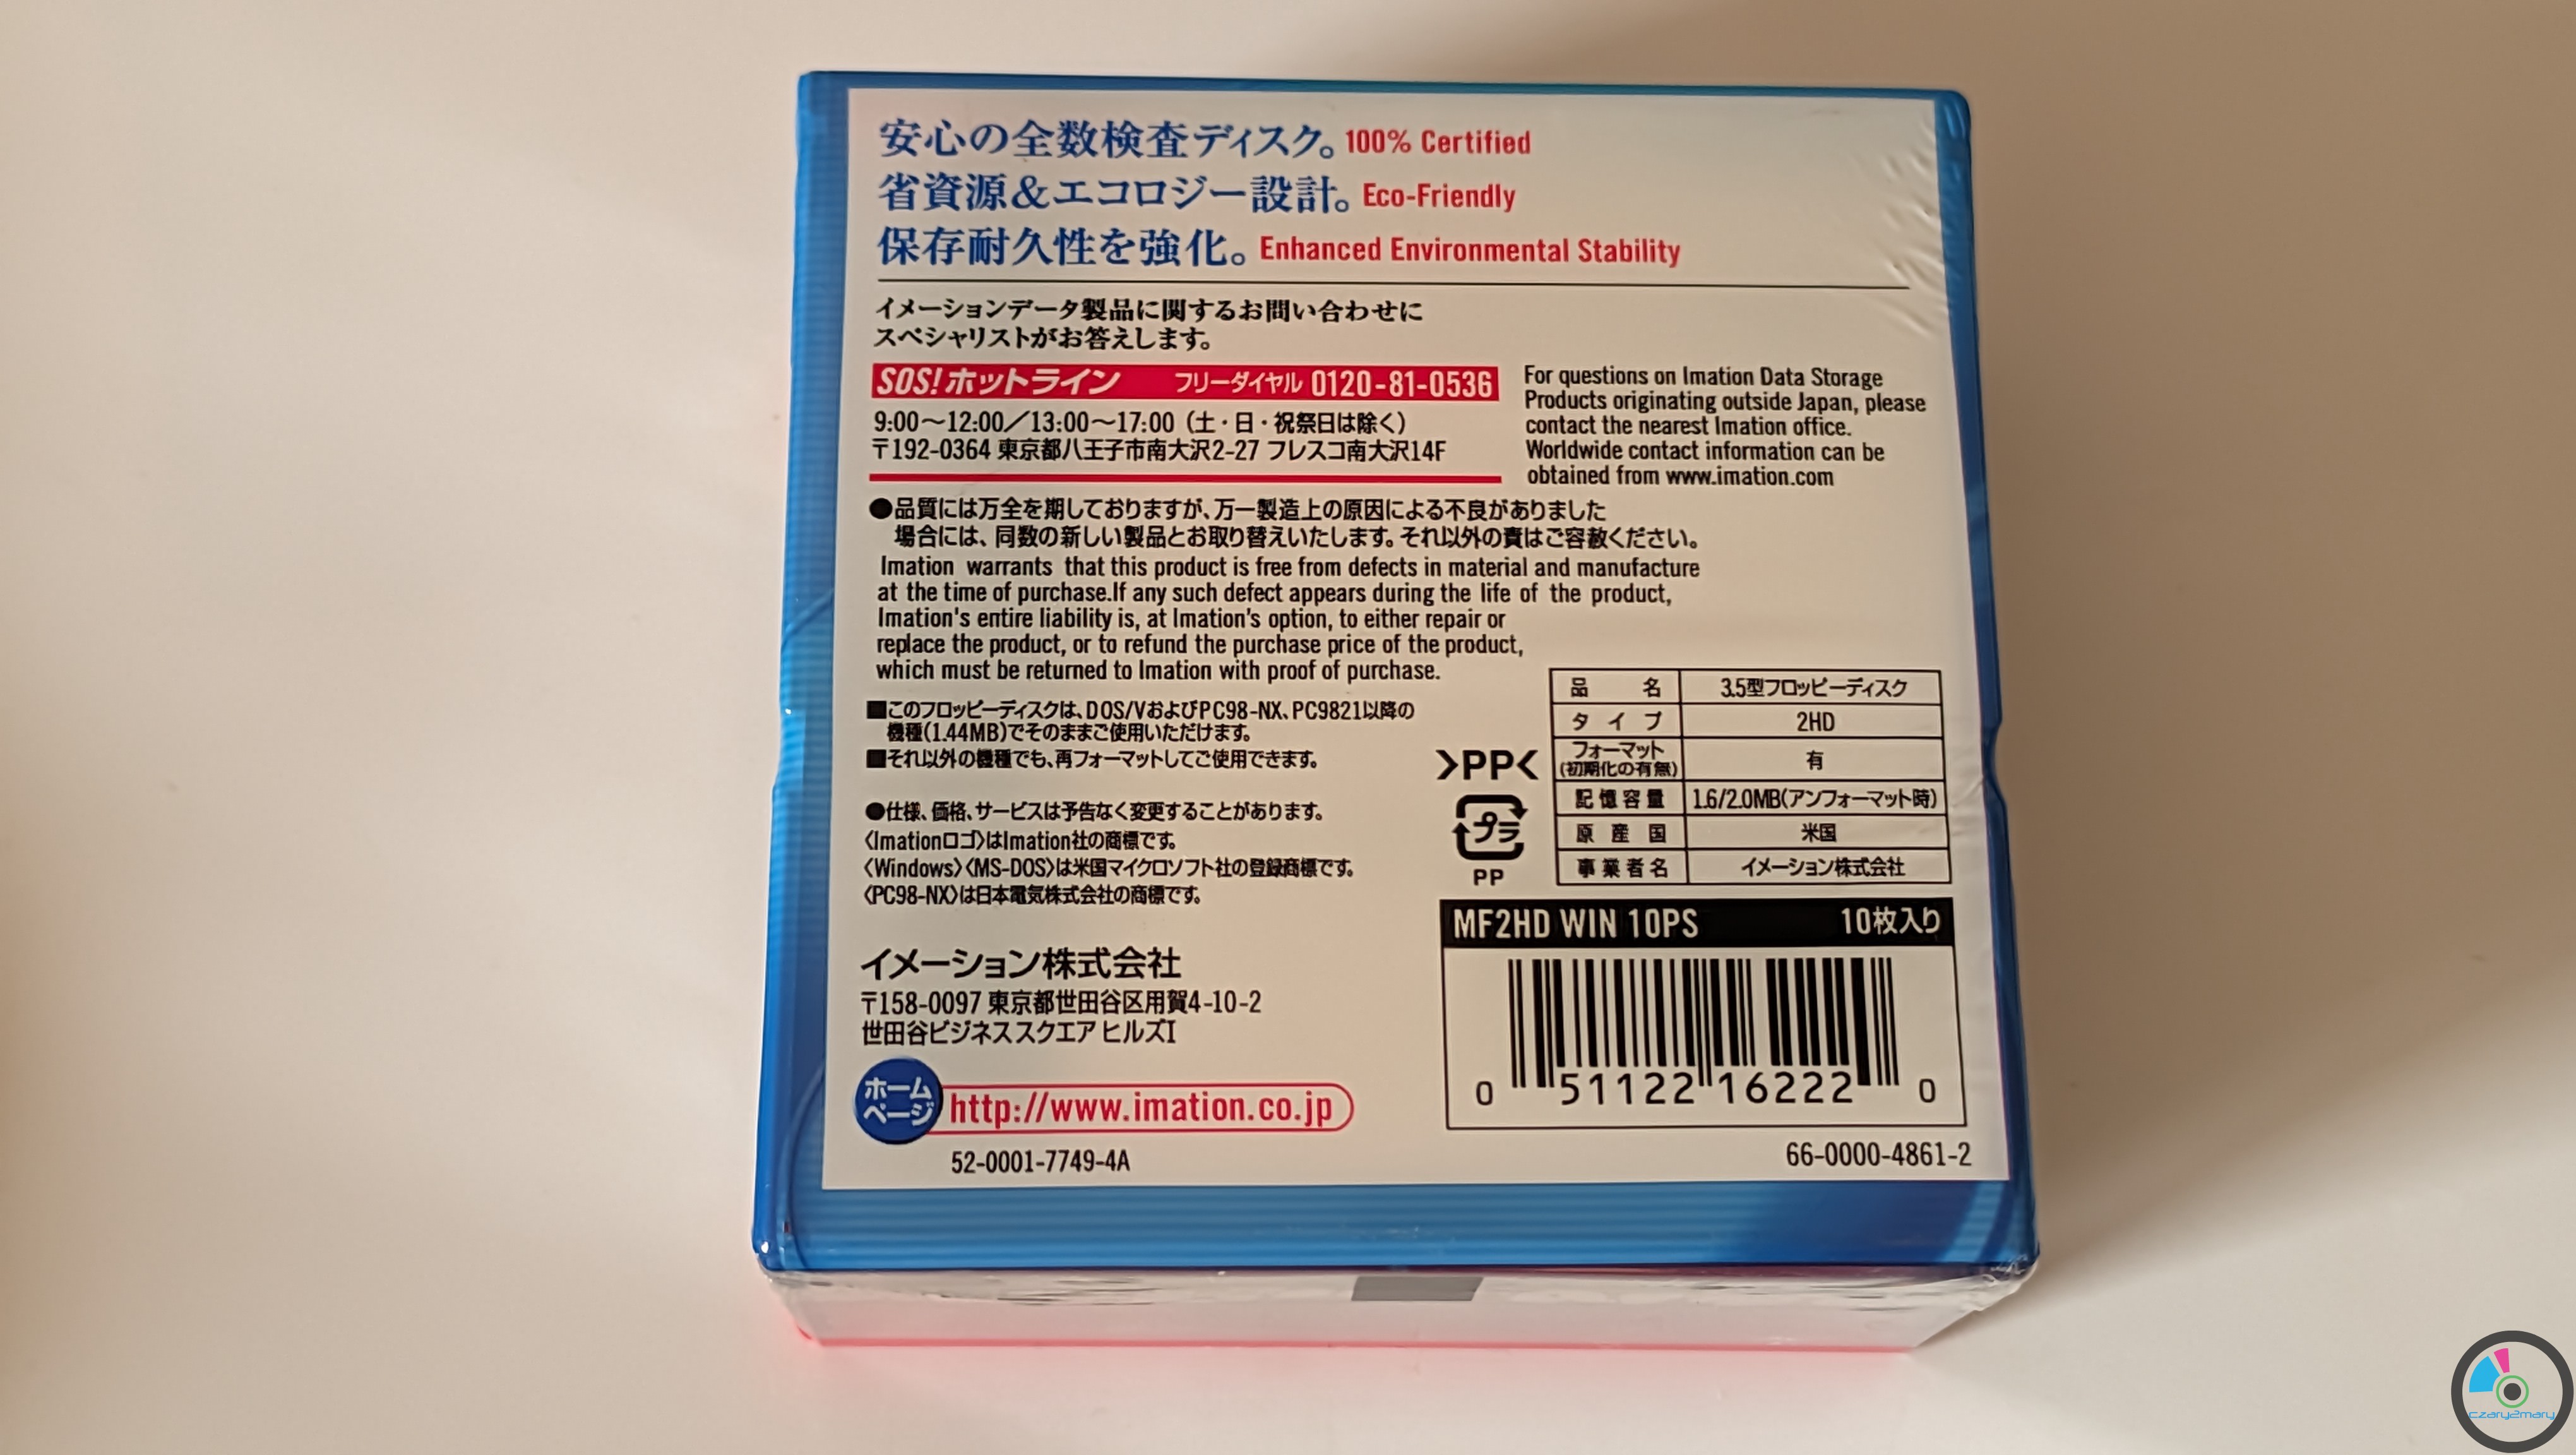 安心の全数検査ディスク。100% Certified
省資源&エコロジー設計。Eco-Friendly
保存耐久性を強化。Enhanced Environmental Stability
イメーションデータ製品に関するお問い合わせに
スペシャリストがお答えします。
SOS!ホットライン フリーダイヤル 0120-81-0536
9:00〜12:00/13:00〜17:00(土・日・祝祭日は除く)
〒192-0364 東京都八王子市南大沢2-27 フレスコ南大沢14F
For questions on Imation Data Storage
Products originating outside Japan, please
contact the nearest Imation office.
Worldwide contact information can be
obtained from www.imation.com
●品質には万全を期しておりますが、万一製造上の原因による不良がありました
場合には、同数の新しい製品とお取り替えいたします。それ以外の責はご容赦ください。
Imation warrants that this product is free from defects in material and manufacture
at the time of purchase.If any such defect appears during the life of the product,
Imation's entire liability is, at Imation's option, to either repair or
replace the product, or to refund the purchase price of the product,
which must be returned to Imation with proof of purchase.
■このフロッピーディスクは、DOS/VおよびPC98-NX、PC9821以降の
機種(1.44MB)でそのままご使用いただけます。
■それ以外の機種でも、再フォーマットしてご使用できます。
●仕様、価格、サービスは予告なく変更することがあります。
〈Imationロゴ〉はImation社の商標です。
〈Windows〉〈MS-DOS〉は米国マイクロソフト社の登録商標です。
〈PC98-NX〉は日本電気株式会社の商標です。
>PP<
プラ
PP
品名 3.5型フロッピーディスク
タイプ 2HD
フォーマット
(初期化の有無) 有
記憶容量 1.6/2.0MB(アンフォーマット時)
原産国 米国
事業者名 イメーション株式会社
イメーション株式会社
〒158-0097 東京都世田谷区用賀4-10-2
世田谷ビジネススクエア ヒルズI
ホーム
ページ
http://www.imation.co.jp
52-0001-7749-4A
MF2HD WIN 10PS 10枚入り
0 51122 16222 0
66-0000-4861-2
czary2mary